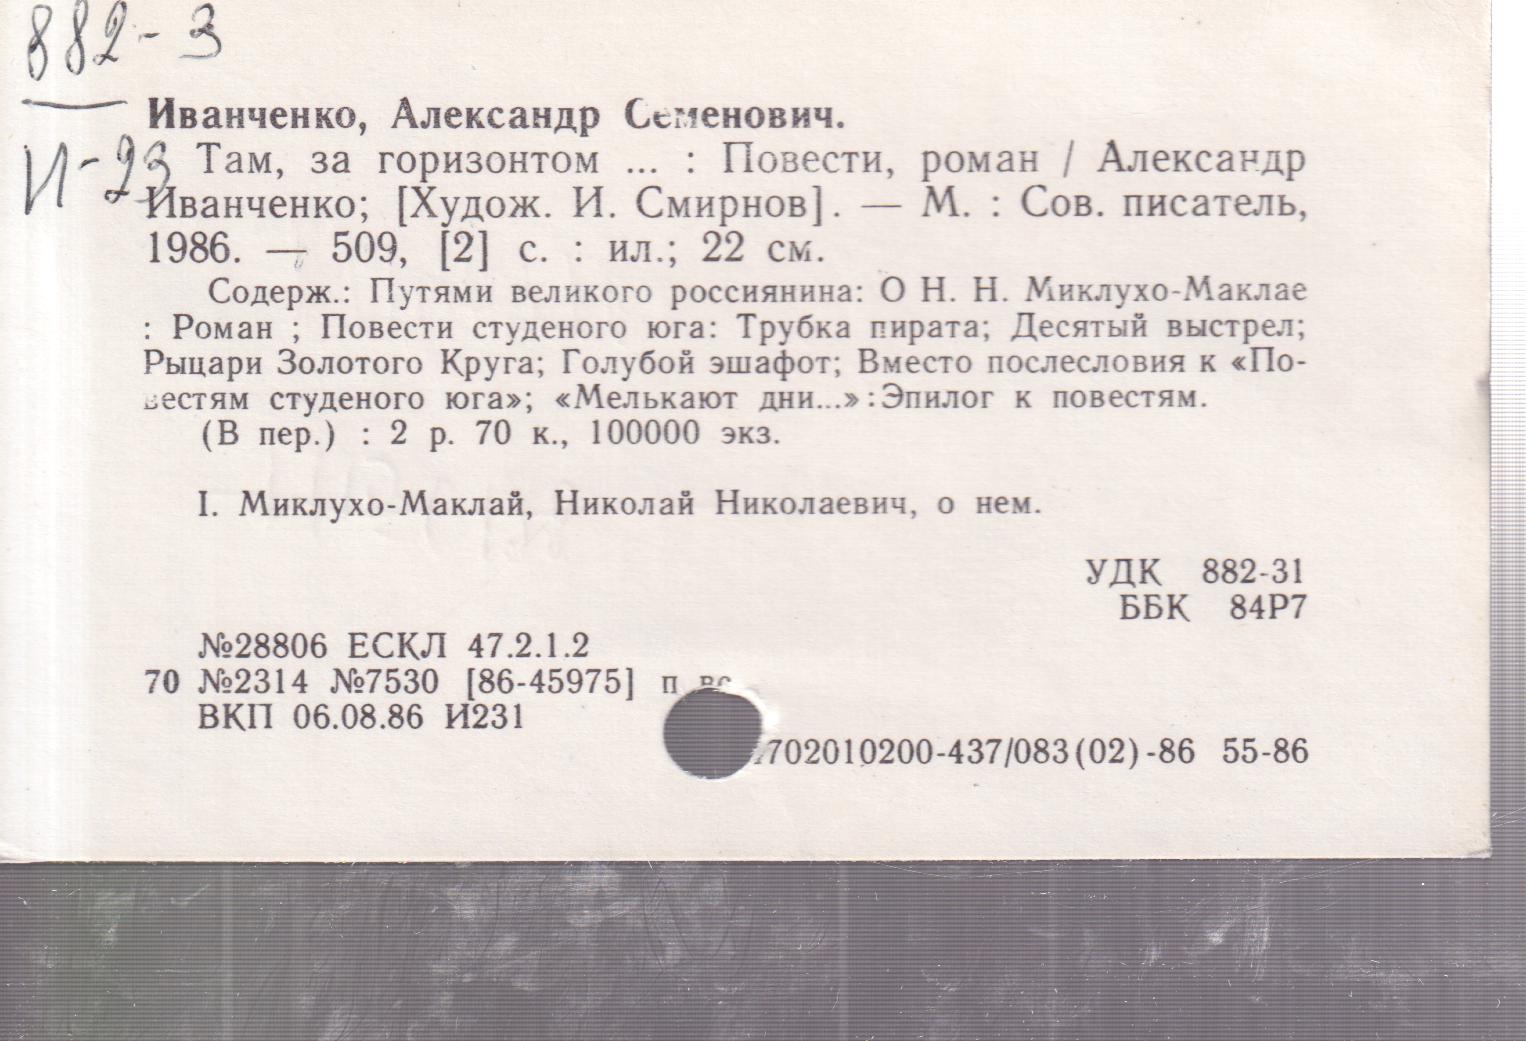 882-3
И-23
Иванченко, Александр Семенович.
Там, за горизонтом ... : Повести, роман / Александр
Иванченко; [Худож. И. Смирнов]. — М. : Сов. писатель,
1986. — 509, [2] с. : ил.; 22 см.
Содерж.: Путями великого россиянина: О Н. Н. Миклухо-Маклае
: Роман ; Повести студеного юга: Трубка пирата; Десятый выстрел;
Рыцари Золотого Круга; Голубой эшафот; Вместо послесловия к «По-
вестям студеного юга»; «Мелькают дни...» : Эпилог к повестям.
(В пер.) : 2 р. 70 к., 100000 экз.
I. Миклухо-Маклай, Николай Николаевич, о нем.
УДК 882-31
ББК 84Р7
№28806 ЕСКЛ 47.2.1.2
70 №2314 №7530 [86-45975] п
ВКП 06.08.86 И231
702010200-437/083(02)-86 55-86